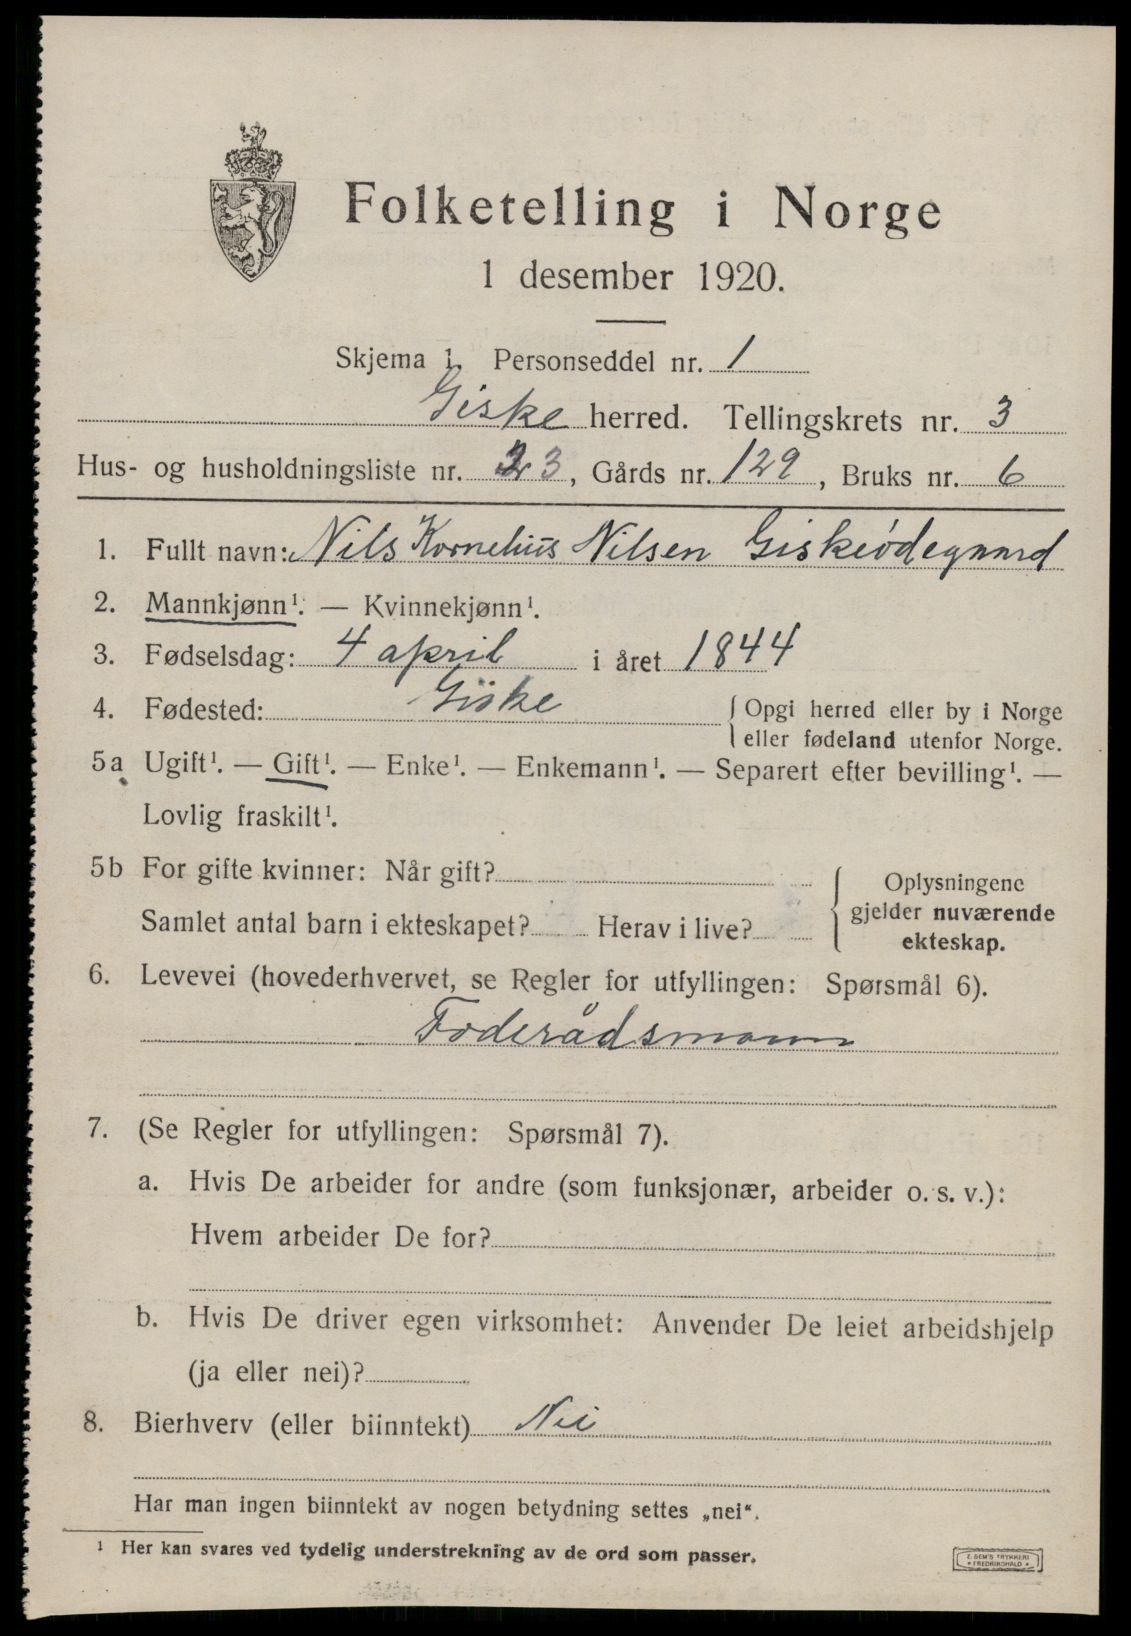 Folketelling i Norge
1 desember 1920.
Skjema 1. Personseddel nr. 1
Giske herred. Tellingskrets nr. 3
Hus- og husholdningsliste nr. 23, Gårds nr. 129, Bruks nr. 6
1. Fullt navn: Nils Kornelius Nilsen Giskeødegaard
2. Mannkjønn¹. — Kvinnekjønn¹.
3. Fødselsdag: 4 april i året 1844
4. Fødested: Giske {Opgi herred eller by i Norge
eller fødeland utenfor Norge.
5a Ugift¹. — Gift¹. — Enke¹. — Enkemann¹. — Separert efter bevilling¹. —
Lovlig fraskilt¹.
5b For gifte kvinner: Når gift?
Samlet antal barn i ekteskapet? Herav i live?
{Oplysningene
gjelder nuværende
ekteskap.
6. Levevei (hovederhvervet, se Regler for utfyllingen: Spørsmål 6).
Foderådsmann
7. (Se Regler for utfyllingen: Spørsmål 7).
a. Hvis De arbeider for andre (som funksjonær, arbeider o. s. v.):
Hvem arbeider De for?
b. Hvis De driver egen virksomhet: Anvender De leiet arbeidshjelp
(ja eller nei)?
8. Bierhverv (eller biinntekt) Nei
Har man ingen biinntekt av nogen betydning settes „nei“.
¹ Her kan svares ved tydelig understrekning av de ord som passer.
E. SEM'S TRYKKERI
FREDRIKSHALD